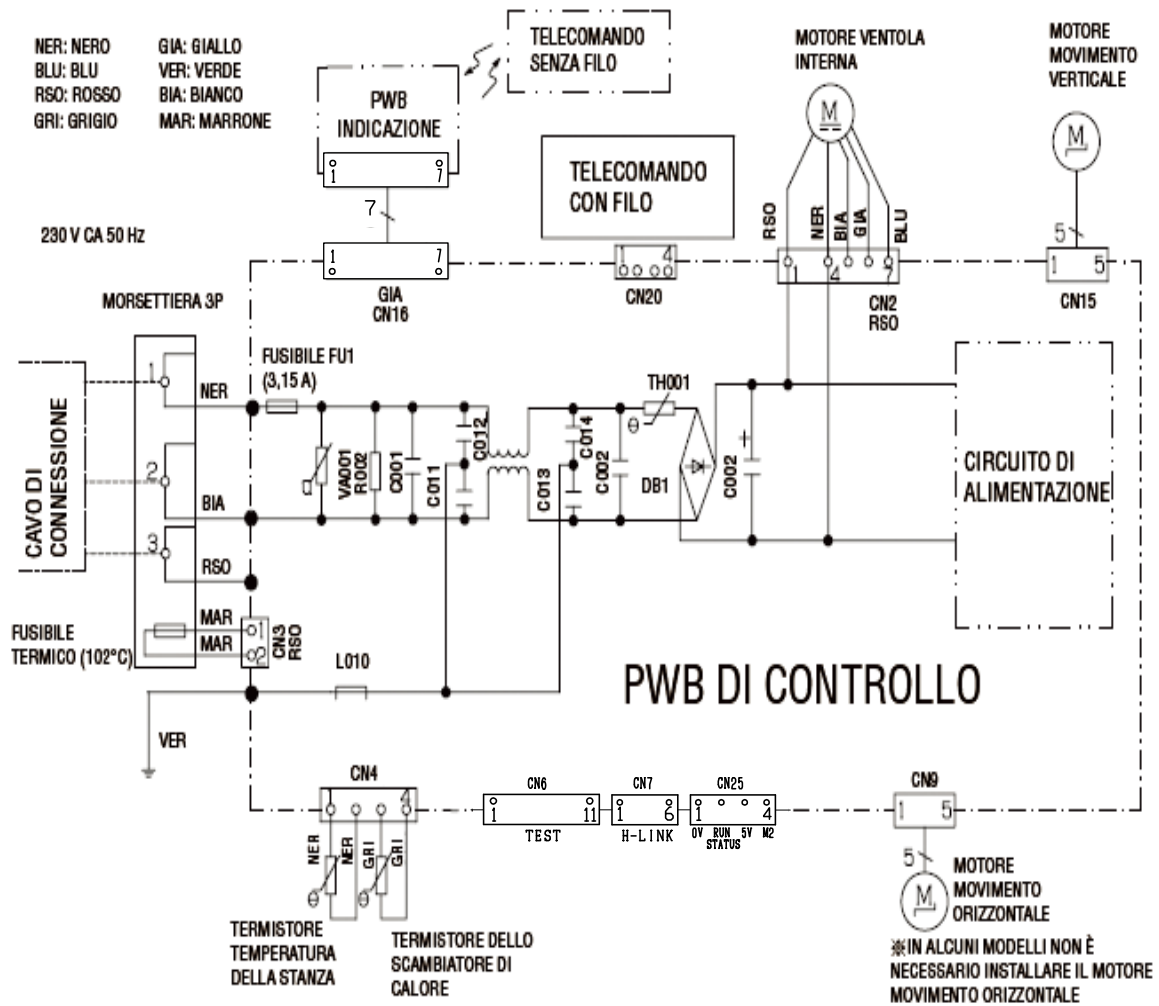 NER: NERO GIA: GIALLO
BLU: BLU VER: VERDE
RSO: ROSSO BIA: BIANCO
GRI: GRIGIO MAR: MARRONE
TELECOMANDO
SENZA FILO
PWB
INDICAZIONE
1 7
7
1 7
GIA
CN16
TELECOMANDO
CON FILO
1 4
CN20
MOTORE VENTOLA
INTERNA
M
RSO
NER
BIA
GIA
BLU
1 4 7
CN2
RSO
MOTORE
MOVIMENTO
VERTICALE
M
5
1 5
CN15
230 V CA 50 Hz
MORSETTIERA 3P
CAVO DI
CONNESSIONE
1
2
3
NER
BIA
RSO
MAR
MAR
1
2
CN3
RSO
FUSIBILE
TERMICO (102°C)
VER
FUSIBILE FU1
(3,15 A)
VA001
R002
C001
C011
C012
C013
C014
C002
TH001
θ
DB1
+
C002
CIRCUITO DI
ALIMENTAZIONE
L010
PWB DI CONTROLLO
CN4
1 4
NER
NER
GRI
GRI
θ
θ
TERMISTORE
TEMPERATURA
DELLA STANZA
TERMISTORE DELLO
SCAMBIATORE DI
CALORE
CN6
1 11
TEST
CN7
1 6
H-LINK
CN25
1 4
0V RUN 5V M2
STATUS
CN9
1 5
5
M
MOTORE
MOVIMENTO
ORIZZONTALE
※IN ALCUNI MODELLI NON È
NECESSARIO INSTALLARE IL MOTORE
MOVIMENTO ORIZZONTALE